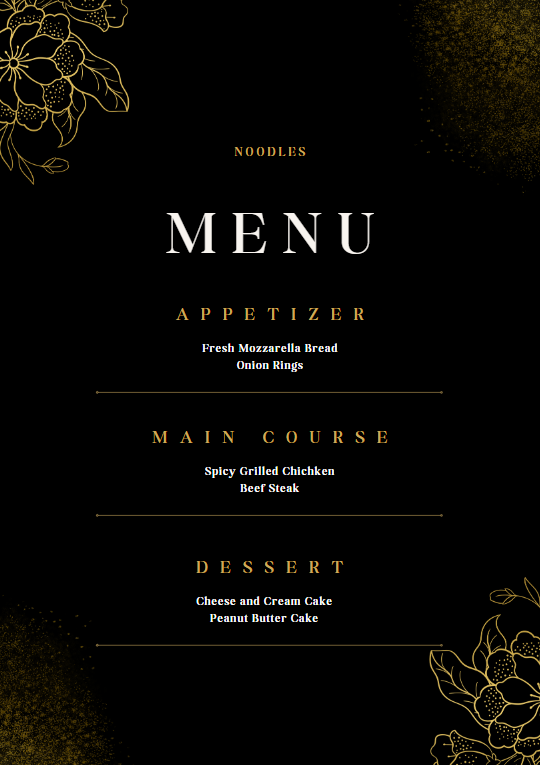 NOODLES
MENU
APPETIZER
Fresh Mozzarella Bread
Onion Rings
MAIN COURSE
Spicy Grilled Chichken
Beef Steak
DESSERT
Cheese and Cream Cake
Peanut Butter Cake